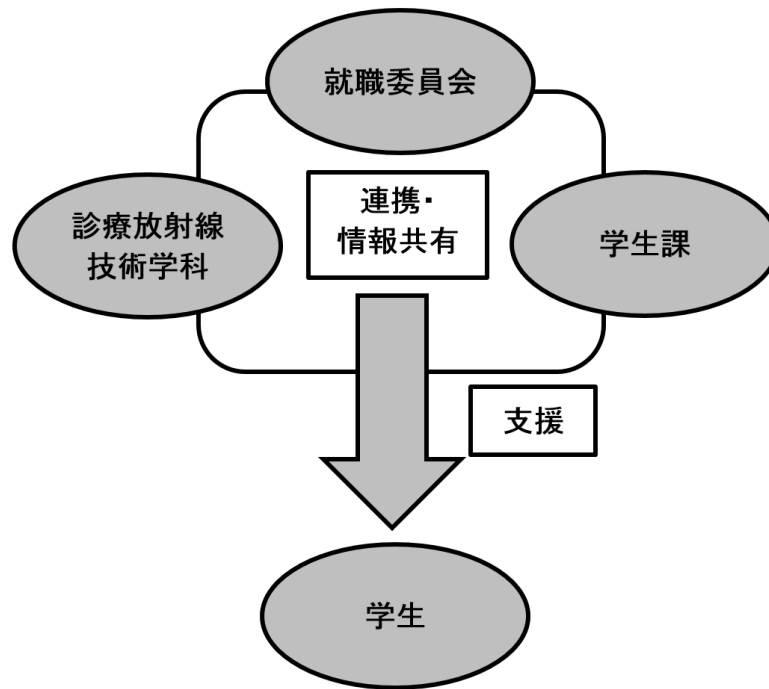 就職委員会
連携・
情報共有
診療放射線
技術学科
学生課
支援
学生